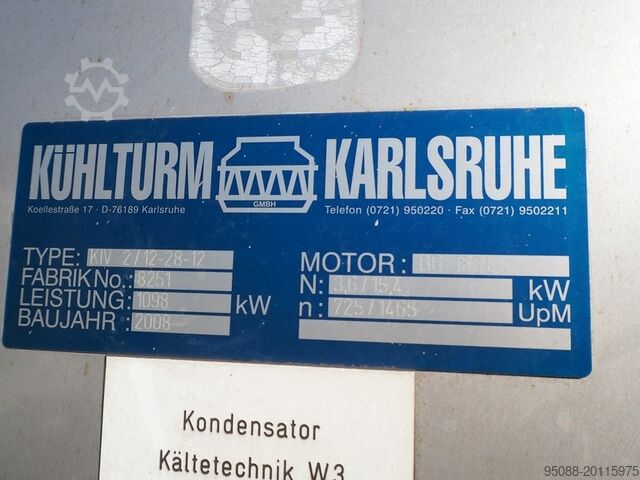 KÜHLTURM KARLSRUHE
GMBH
Koellestraße 17 · D-76189 Karlsruhe
Telefon (0721) 950220 · Fax (0721) 9502211
TYPE: KIV 2/12-28-12
FABRIK No.: 8251
LEISTUNG: 1098 kW
BAUJAHR: 2008
MOTOR:
N: 3,6/15,4 kW
n: 725/1465 UpM
Kondensator
Kältetechnik W3
95088-20115975